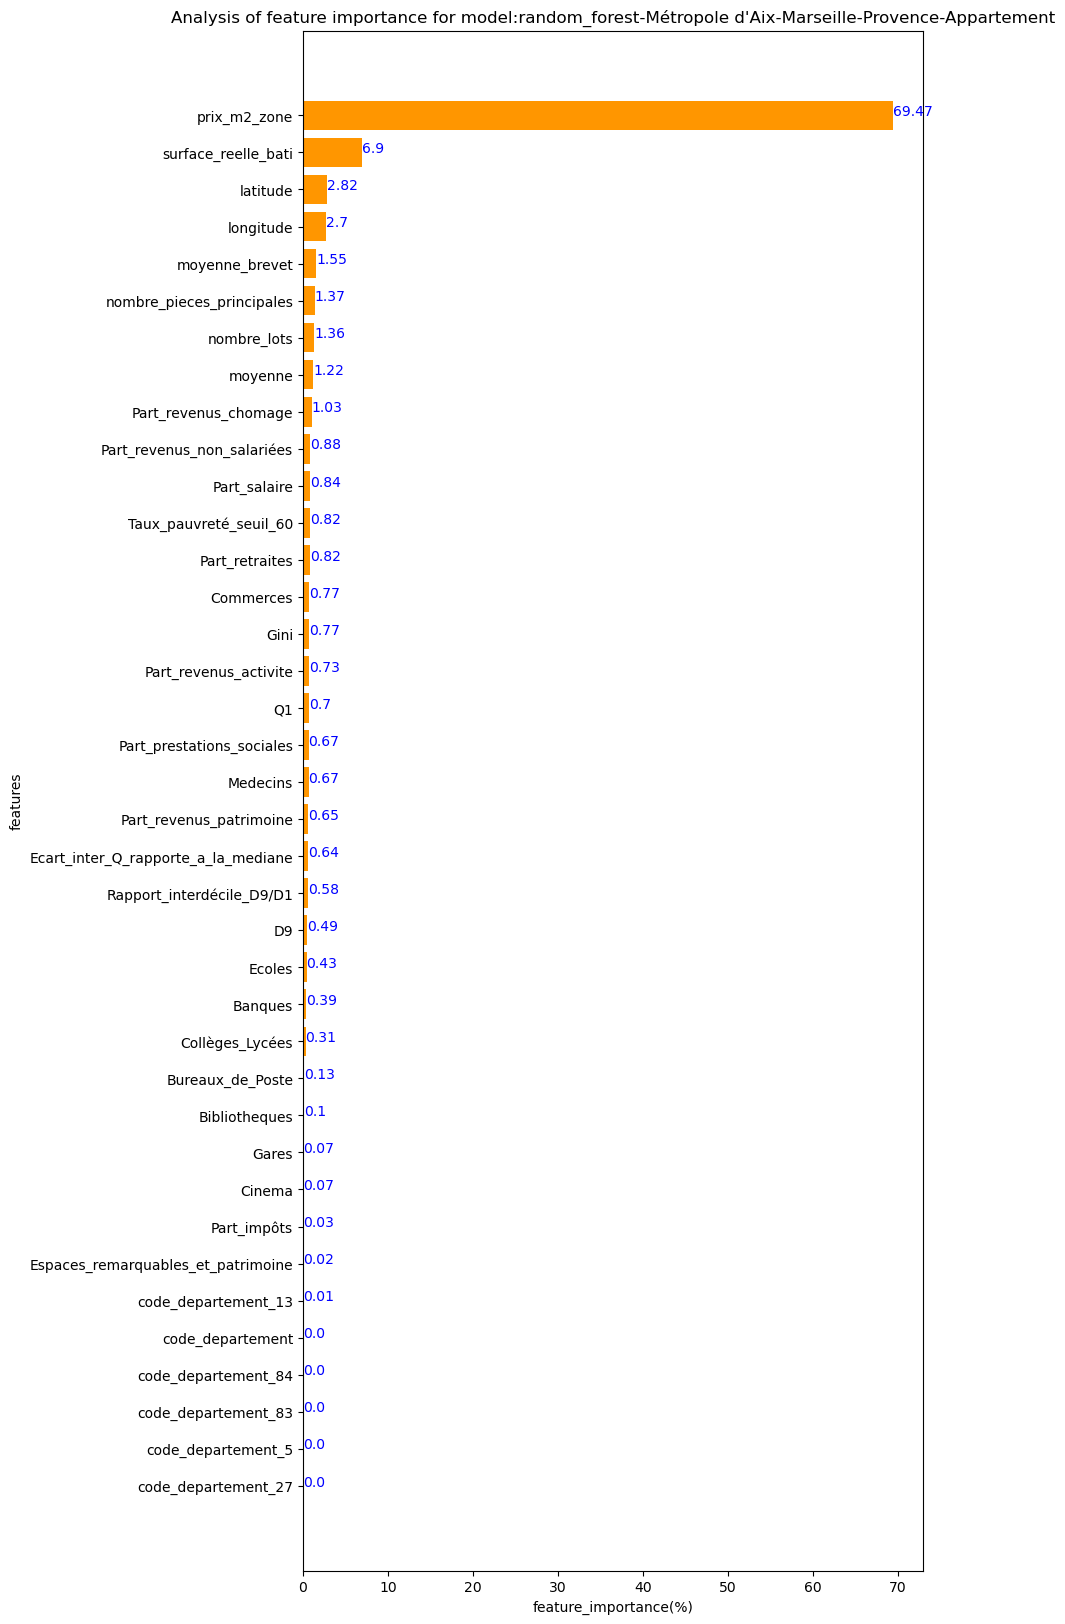 Analysis of feature importance for model:random_forest-Métropole d'Aix-Marseille-Provence-Appartement
prix_m2_zone 69.47
surface_reelle_bati 6.9
latitude 2.82
longitude 2.7
moyenne_brevet 1.55
nombre_pieces_principales 1.37
nombre_lots 1.36
moyenne 1.22
Part_revenus_chomage 1.03
Part_revenus_non_salariées 0.88
Part_salaire 0.84
Taux_pauvreté_seuil_60 0.82
Part_retraites 0.82
Commerces 0.77
Gini 0.77
Part_revenus_activite 0.73
Q1 0.7
Part_prestations_sociales 0.67
Medecins 0.67
Part_revenus_patrimoine 0.65
Ecart_inter_Q_rapporte_a_la_mediane 0.64
Rapport_interdécile_D9/D1 0.58
D9 0.49
Ecoles 0.43
Banques 0.39
Collèges_Lycées 0.31
Bureaux_de_Poste 0.13
Bibliotheques 0.1
Gares 0.07
Cinema 0.07
Part_impôts 0.03
Espaces_remarquables_et_patrimoine 0.02
code_departement_13 0.01
code_departement 0.0
code_departement_84 0.0
code_departement_83 0.0
code_departement_5 0.0
code_departement_27 0.0
features
0 10 20 30 40 50 60 70
feature_importance(%)